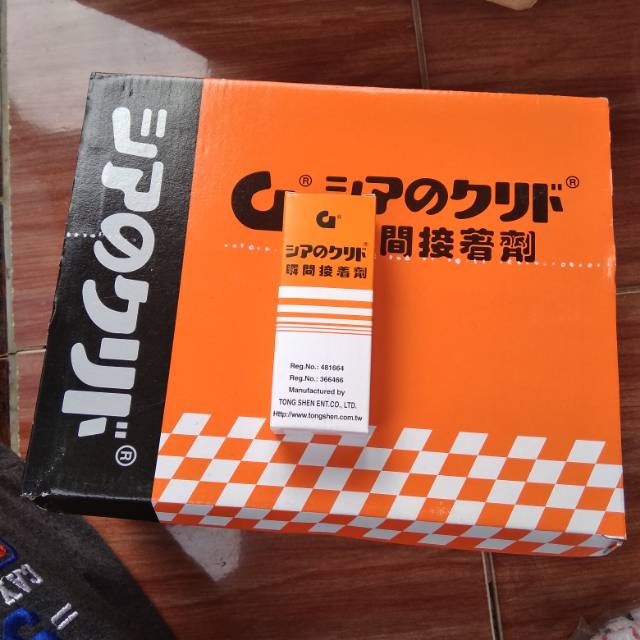 シアのクリド®
G® シアのクリド®
間接着劑
G®
シアのクリド®
瞬間接着劑
Reg.No.: 481664
Reg.No.: 366466
Manufactured by
TONG SHEN ENT.CO., LTD.
Http://www.tongshen.com.tw